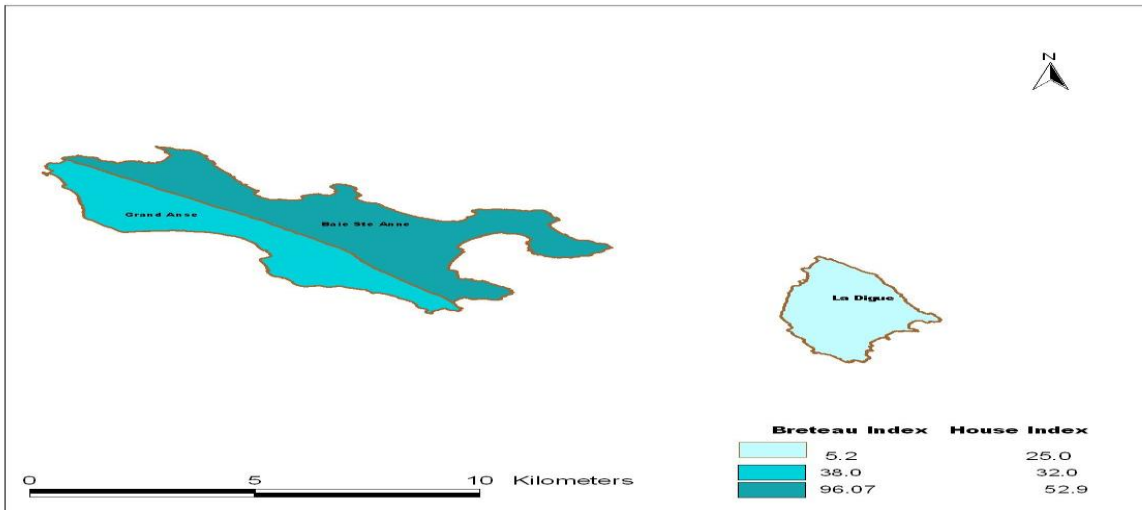 N
Grand Anse
Baie Ste Anne
La Digue
Breteau Index House Index
5.2 25.0
38.0 32.0
96.07 52.9
0 5 10 Kilometers